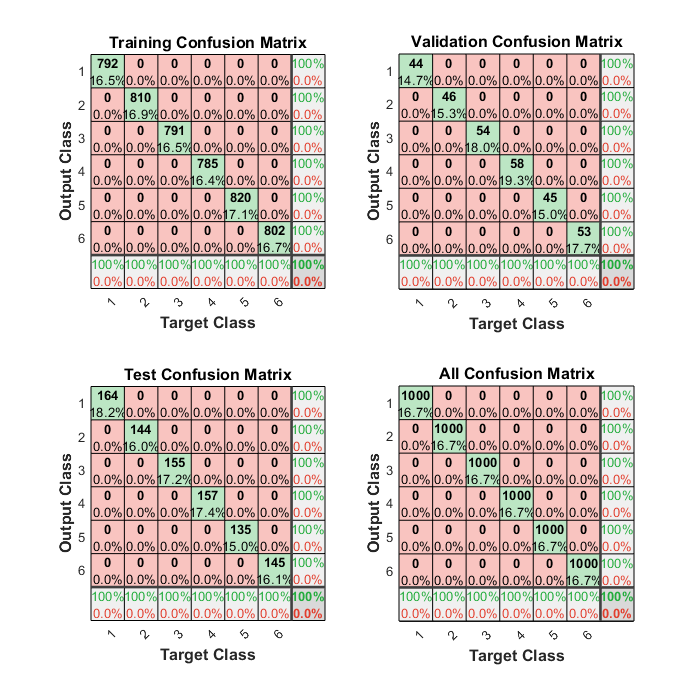 Training Confusion Matrix
1 792 0 0 0 0 0 100%
16.5% 0.0% 0.0% 0.0% 0.0% 0.0% 0.0%
2 0 810 0 0 0 0 100%
0.0% 16.9% 0.0% 0.0% 0.0% 0.0% 0.0%
3 0 0 791 0 0 0 100%
0.0% 0.0% 16.5% 0.0% 0.0% 0.0% 0.0%
4 0 0 0 785 0 0 100%
0.0% 0.0% 0.0% 16.4% 0.0% 0.0% 0.0%
5 0 0 0 0 820 0 100%
0.0% 0.0% 0.0% 0.0% 17.1% 0.0% 0.0%
6 0 0 0 0 0 802 100%
0.0% 0.0% 0.0% 0.0% 0.0% 16.7% 0.0%
100% 100% 100% 100% 100% 100% 100%
0.0% 0.0% 0.0% 0.0% 0.0% 0.0% 0.0%
1 2 3 4 5 6
Target Class
Output Class
Validation Confusion Matrix
1 44 0 0 0 0 0 100%
14.7% 0.0% 0.0% 0.0% 0.0% 0.0% 0.0%
2 0 46 0 0 0 0 100%
0.0% 15.3% 0.0% 0.0% 0.0% 0.0% 0.0%
3 0 0 54 0 0 0 100%
0.0% 0.0% 18.0% 0.0% 0.0% 0.0% 0.0%
4 0 0 0 58 0 0 100%
0.0% 0.0% 0.0% 19.3% 0.0% 0.0% 0.0%
5 0 0 0 0 45 0 100%
0.0% 0.0% 0.0% 0.0% 15.0% 0.0% 0.0%
6 0 0 0 0 0 53 100%
0.0% 0.0% 0.0% 0.0% 0.0% 17.7% 0.0%
100% 100% 100% 100% 100% 100% 100%
0.0% 0.0% 0.0% 0.0% 0.0% 0.0% 0.0%
1 2 3 4 5 6
Target Class
Output Class
Test Confusion Matrix
1 164 0 0 0 0 0 100%
18.2% 0.0% 0.0% 0.0% 0.0% 0.0% 0.0%
2 0 144 0 0 0 0 100%
0.0% 16.0% 0.0% 0.0% 0.0% 0.0% 0.0%
3 0 0 155 0 0 0 100%
0.0% 0.0% 17.2% 0.0% 0.0% 0.0% 0.0%
4 0 0 0 157 0 0 100%
0.0% 0.0% 0.0% 17.4% 0.0% 0.0% 0.0%
5 0 0 0 0 135 0 100%
0.0% 0.0% 0.0% 0.0% 15.0% 0.0% 0.0%
6 0 0 0 0 0 145 100%
0.0% 0.0% 0.0% 0.0% 0.0% 16.1% 0.0%
100% 100% 100% 100% 100% 100% 100%
0.0% 0.0% 0.0% 0.0% 0.0% 0.0% 0.0%
1 2 3 4 5 6
Target Class
Output Class
All Confusion Matrix
1 1000 0 0 0 0 0 100%
16.7% 0.0% 0.0% 0.0% 0.0% 0.0% 0.0%
2 0 1000 0 0 0 0 100%
0.0% 16.7% 0.0% 0.0% 0.0% 0.0% 0.0%
3 0 0 1000 0 0 0 100%
0.0% 0.0% 16.7% 0.0% 0.0% 0.0% 0.0%
4 0 0 0 1000 0 0 100%
0.0% 0.0% 0.0% 16.7% 0.0% 0.0% 0.0%
5 0 0 0 0 1000 0 100%
0.0% 0.0% 0.0% 0.0% 16.7% 0.0% 0.0%
6 0 0 0 0 0 1000 100%
0.0% 0.0% 0.0% 0.0% 0.0% 16.7% 0.0%
100% 100% 100% 100% 100% 100% 100%
0.0% 0.0% 0.0% 0.0% 0.0% 0.0% 0.0%
1 2 3 4 5 6
Target Class
Output Class